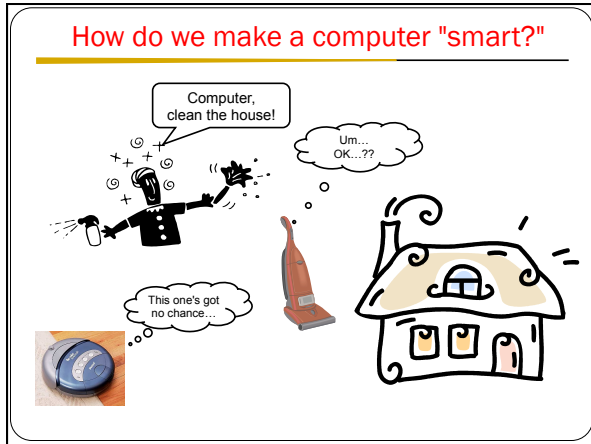 How do we make a computer "smart?"
Computer,
clean the house!
Um…
OK…??
This one's got
no chance…